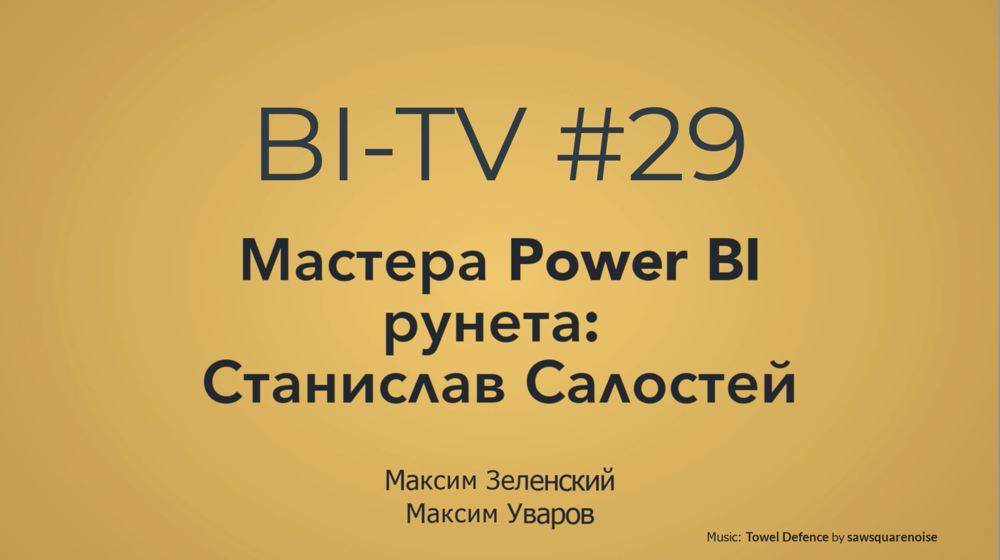 BI-TV #29
Мастера Power BI
рунета:
Станислав Салостей
Максим Зеленский
Максим Уваров
Music: Towel Defence by sawsquarenoise